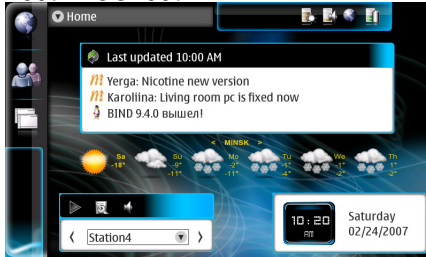 Home
Last updated 10:00 AM
Yerga: Nicotine new version
Karoliina: Living room pc is fixed now
BIND 9.4.0 вышел!
< MINSK >
Sa Su Mo Tu We Th
-18° -9° -2° -1° -1° -1°
-11° -11° -4° -2° -2°
Station4
10:20
AM
Saturday
02/24/2007